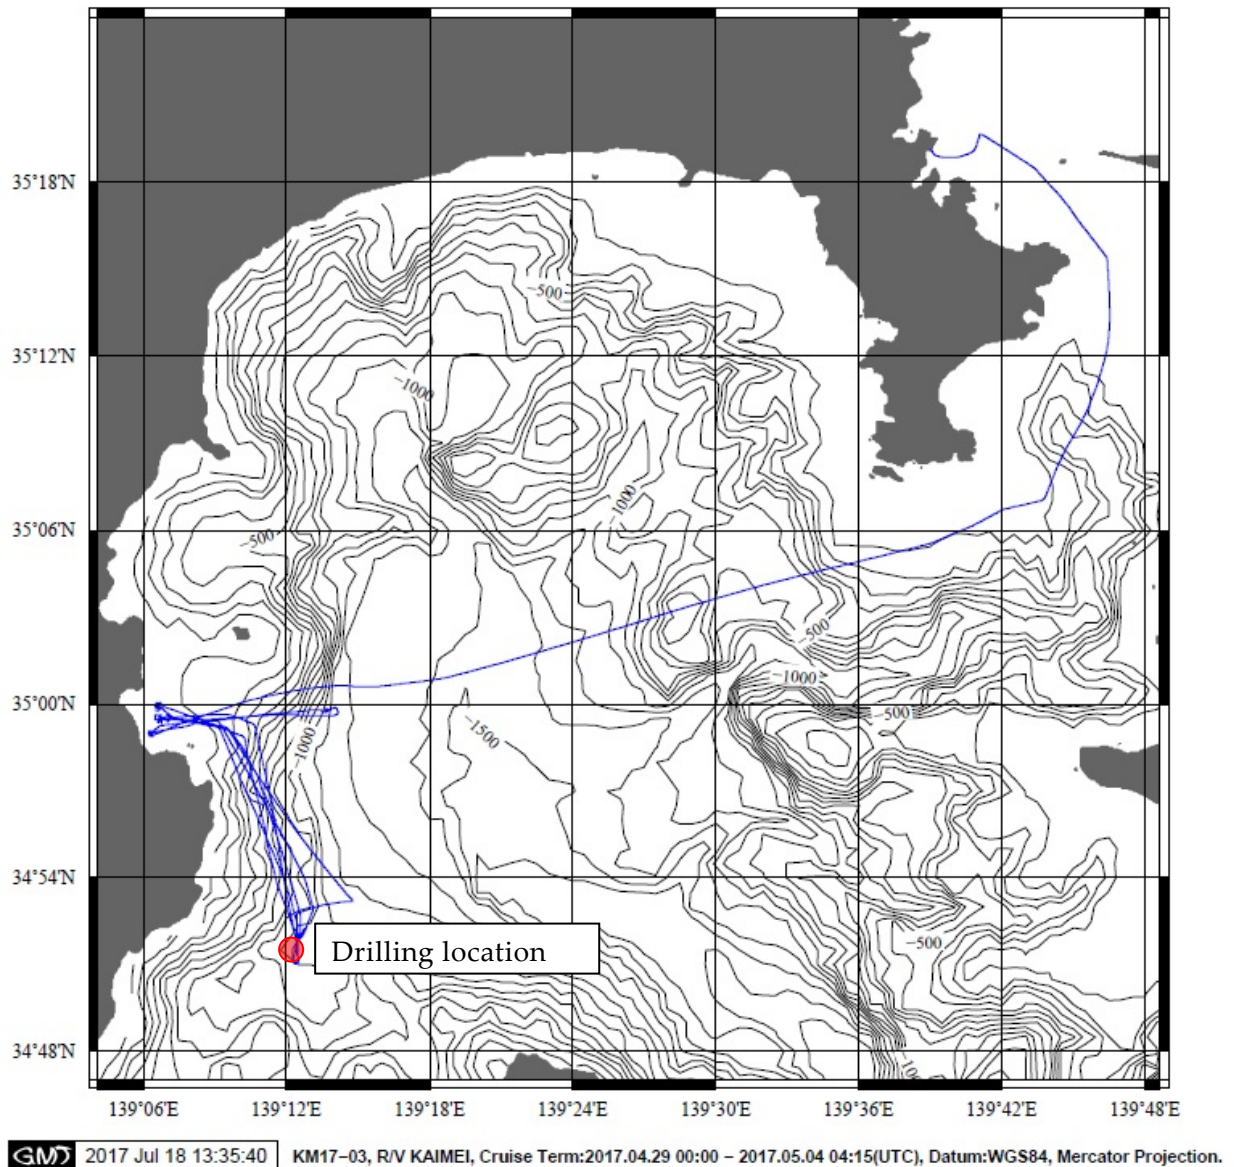 35°18'N
−500
35°12'N
−1000
−1000
35°06'N
−500
−500
−1000
35°00'N
−500
−1500
−1000
34°54'N
−500
Drilling location
34°48'N
139°06'E 139°12'E 139°18'E 139°24'E 139°30'E 139°36'E 139°42'E 139°48'E
GMT 2017 Jul 18 13:35:40 KM17−03, R/V KAIMEI, Cruise Term:2017.04.29 00:00 − 2017.05.04 04:15(UTC), Datum:WGS84, Mercator Projection.